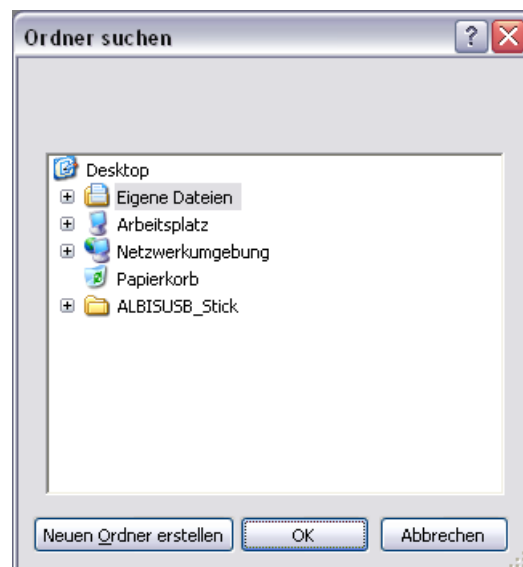 Ordner suchen
Desktop
Eigene Dateien
Arbeitsplatz
Netzwerkumgebung
Papierkorb
ALBISUSB_Stick
Neuen Ordner erstellen
OK
Abbrechen